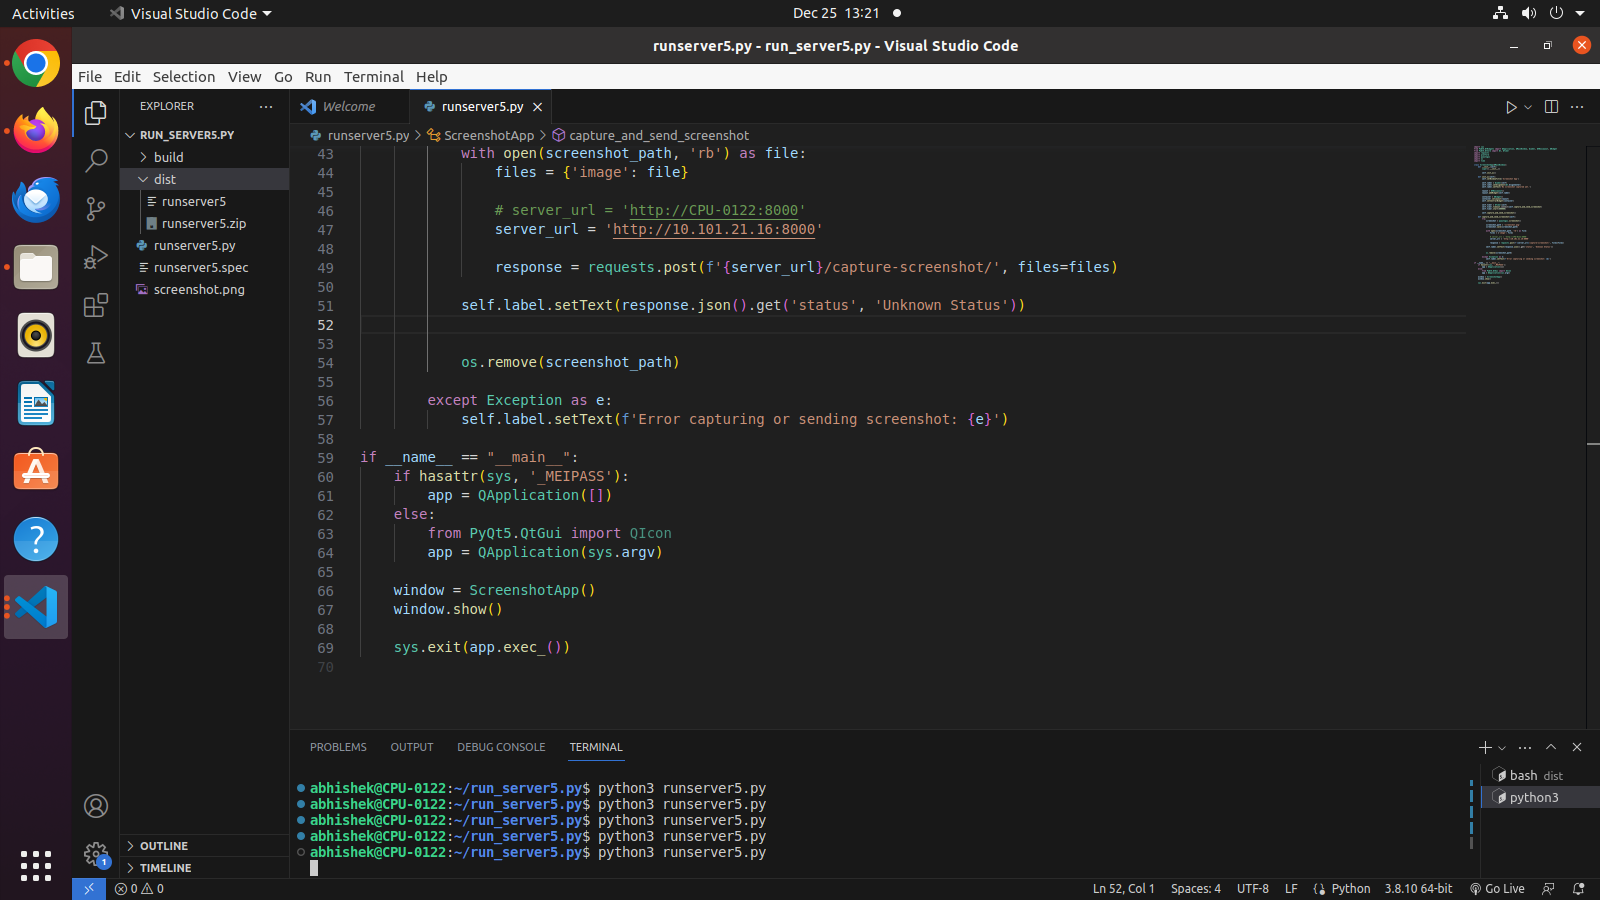 Activities
Visual Studio Code
Dec 25 13:21
runserver5.py - run_server5.py - Visual Studio Code
File Edit Selection View Go Run Terminal Help
EXPLORER
RUN_SERVER5.PY
build
dist
runserver5
runserver5.zip
runserver5.py
runserver5.spec
screenshot.png
OUTLINE
TIMELINE
Welcome
runserver5.py
runserver5.py > ScreenshotApp > capture_and_send_screenshot
43 with open(screenshot_path, 'rb') as file:
44 files = {'image': file}
45
46 # server_url = 'http://CPU-0122:8000'
47 server_url = 'http://10.101.21.16:8000'
48
49 response = requests.post(f'{server_url}/capture-screenshot/', files=files)
50
51 self.label.setText(response.json().get('status', 'Unknown Status'))
52
53
54 os.remove(screenshot_path)
55
56 except Exception as e:
57 self.label.setText(f'Error capturing or sending screenshot: {e}')
58
59 if __name__ == "__main__":
60 if hasattr(sys, '_MEIPASS'):
61 app = QApplication([])
62 else:
63 from PyQt5.QtGui import QIcon
64 app = QApplication(sys.argv)
65
66 window = ScreenshotApp()
67 window.show()
68
69 sys.exit(app.exec_())
70
PROBLEMS OUTPUT DEBUG CONSOLE TERMINAL
abhishek@CPU-0122:~/run_server5.py$ python3 runserver5.py
abhishek@CPU-0122:~/run_server5.py$ python3 runserver5.py
abhishek@CPU-0122:~/run_server5.py$ python3 runserver5.py
abhishek@CPU-0122:~/run_server5.py$ python3 runserver5.py
abhishek@CPU-0122:~/run_server5.py$ python3 runserver5.py
bash dist
python3
1
0 0
Ln 52, Col 1 Spaces: 4 UTF-8 LF Python 3.8.10 64-bit Go Live